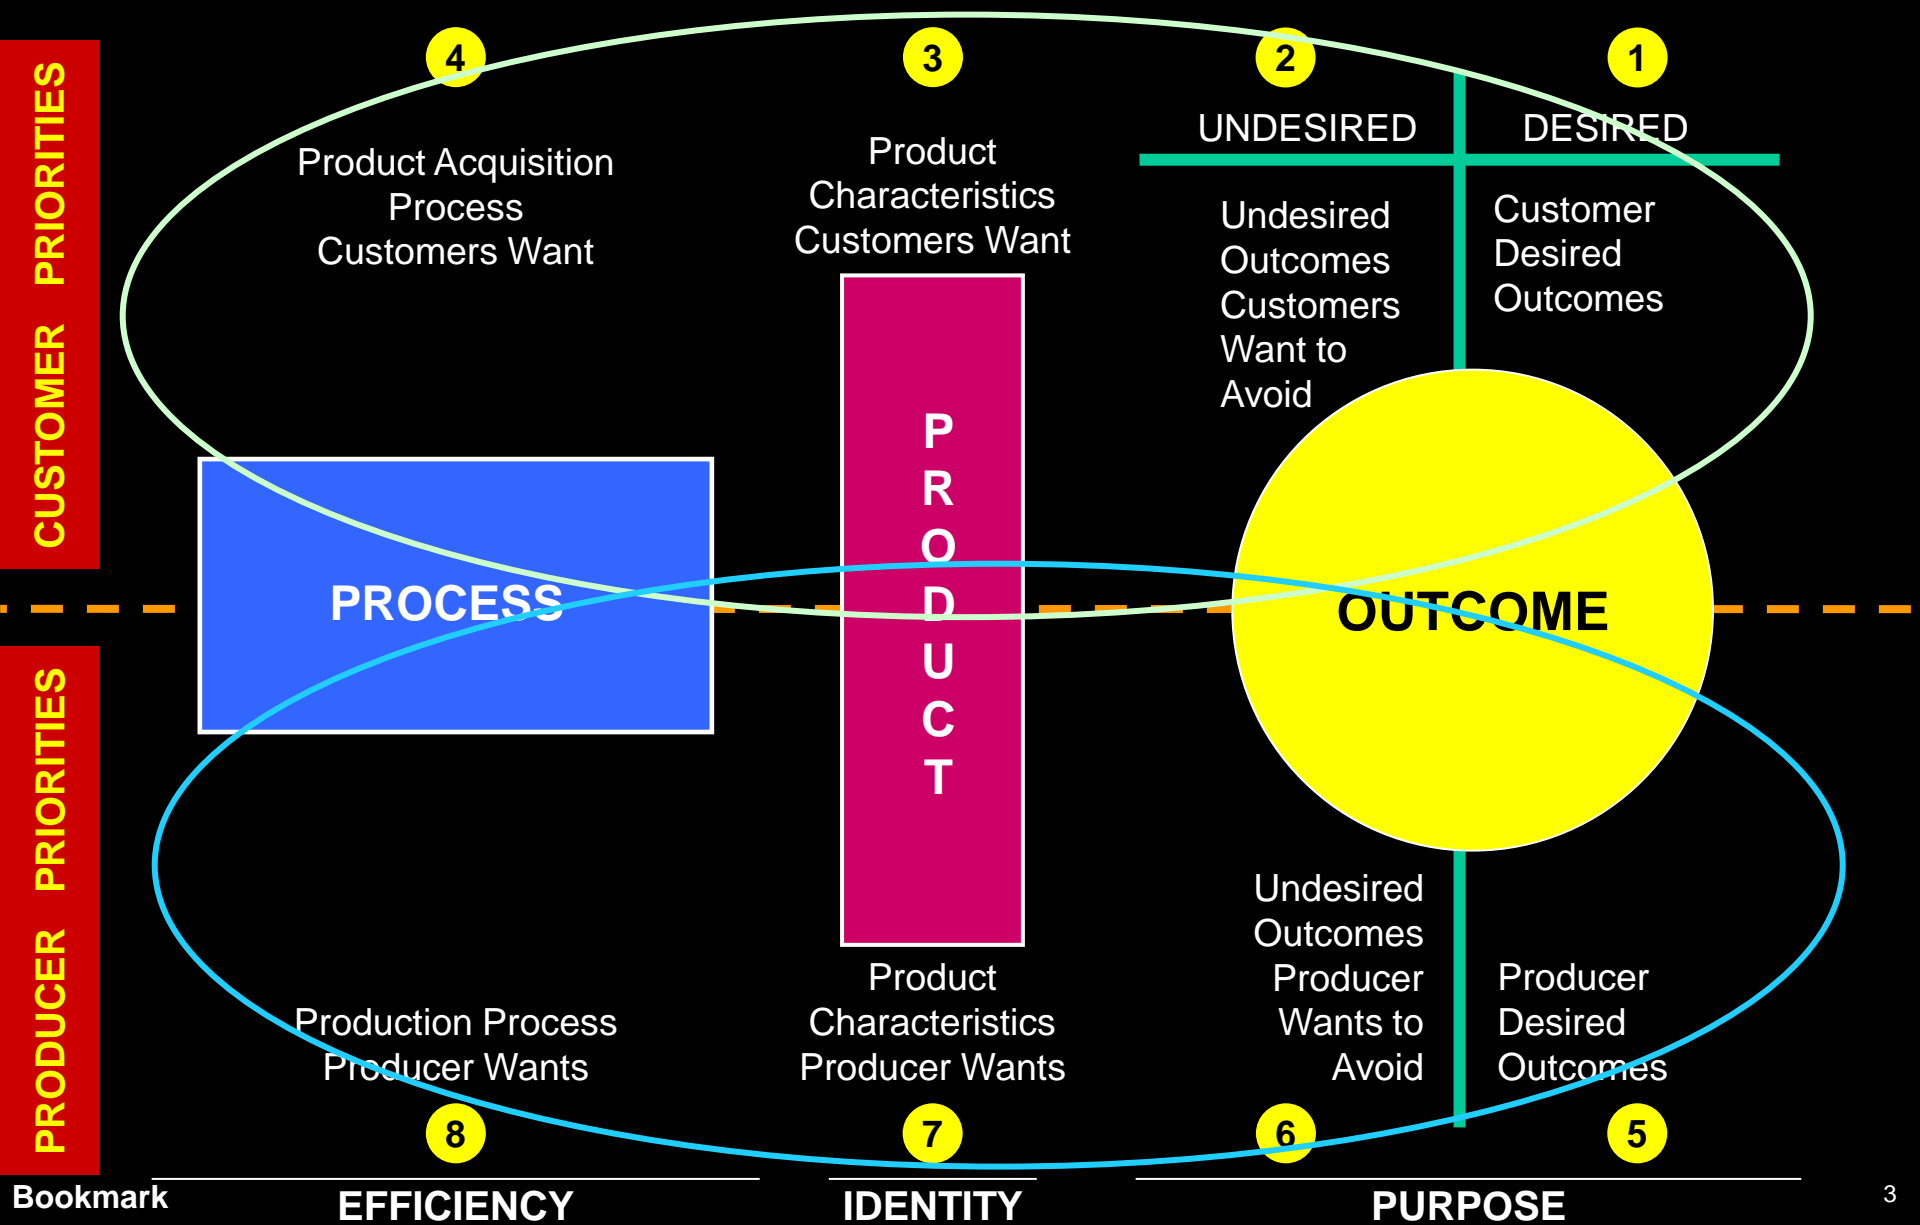 CUSTOMER PRIORITIES
4
3
2
1
UNDESIRED
DESIRED
Product Acquisition
Process
Customers Want
Product
Characteristics
Customers Want
Undesired
Outcomes
Customers
Want to
Avoid
Customer
Desired
Outcomes
PROCESS
PRODUCT
OUTCOME
PRODUCER PRIORITIES
Production Process
Producer Wants
Product
Characteristics
Producer Wants
Undesired
Outcomes
Producer
Wants to
Avoid
Producer
Desired
Outcomes
8
7
6
5
Bookmark
EFFICIENCY
IDENTITY
PURPOSE
3